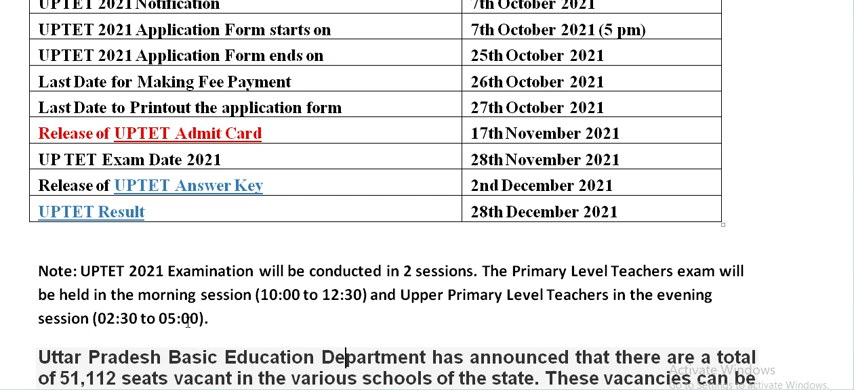 UPTET 2021 Notification 7th October 2021
UPTET 2021 Application Form starts on 7th October 2021 (5 pm)
UPTET 2021 Application Form ends on 25th October 2021
Last Date for Making Fee Payment 26th October 2021
Last Date to Printout the application form 27th October 2021
Release of UPTET Admit Card 17th November 2021
UP TET Exam Date 2021 28th November 2021
Release of UPTET Answer Key 2nd December 2021
UPTET Result 28th December 2021
Note: UPTET 2021 Examination will be conducted in 2 sessions. The Primary Level Teachers exam will
be held in the morning session (10:00 to 12:30) and Upper Primary Level Teachers in the evening
session (02:30 to 05:00).
Uttar Pradesh Basic Education Department has announced that there are a total
Activate Windows
of 51,112 seats vacant in the various schools of the state. These vacancies can be
Go to Settings to activate Windows.